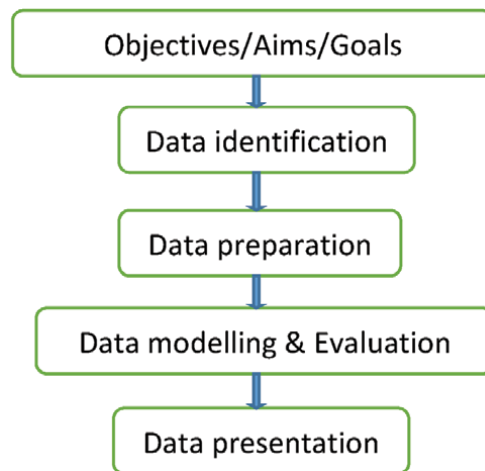 Objectives/Aims/Goals
Data identification
Data preparation
Data modelling & Evaluation
Data presentation